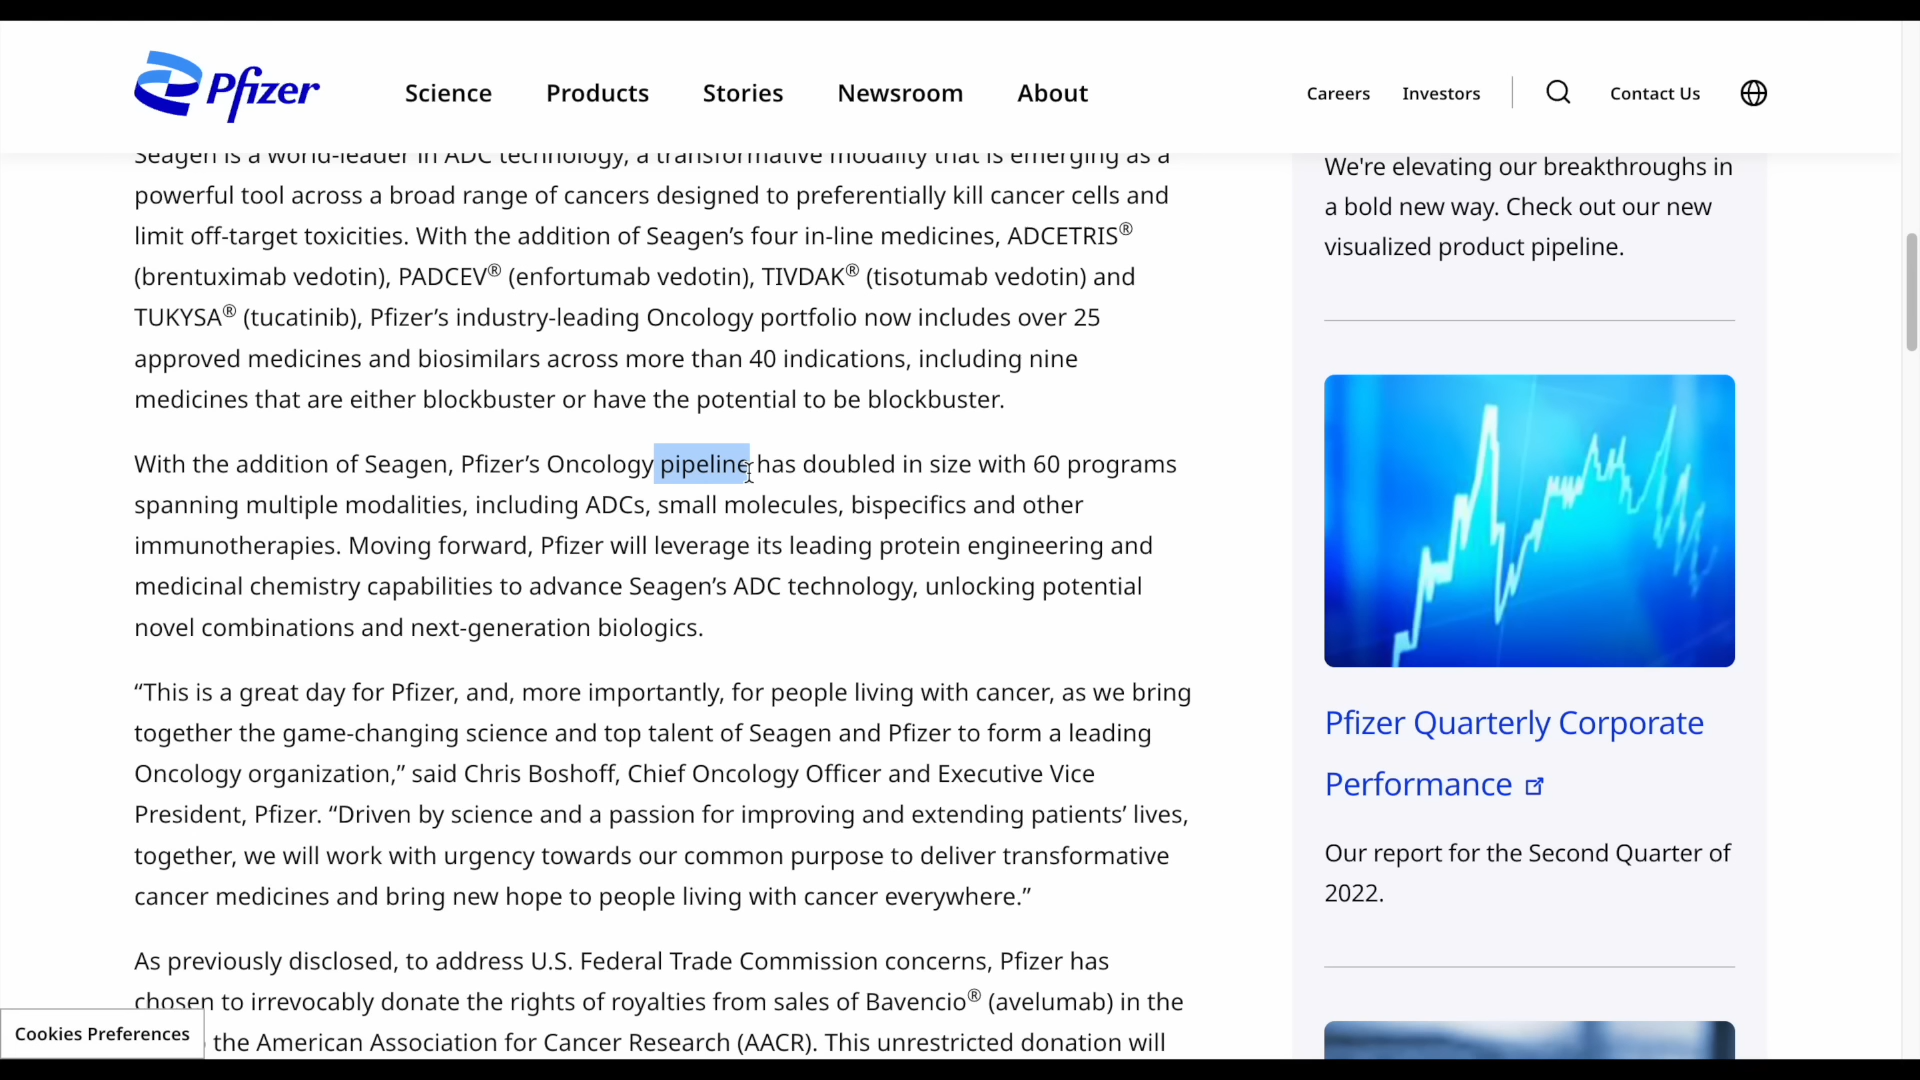 Pfizer
Science
Products
Stories
Newsroom
About
Careers
Investors
Contact Us
Seagen is a world-leader in ADC technology, a transformative modality that is emerging as a
powerful tool across a broad range of cancers designed to preferentially kill cancer cells and
limit off-target toxicities. With the addition of Seagen’s four in-line medicines, ADCETRIS®
(brentuximab vedotin), PADCEV® (enfortumab vedotin), TIVDAK® (tisotumab vedotin) and
TUKYSA® (tucatinib), Pfizer’s industry-leading Oncology portfolio now includes over 25
approved medicines and biosimilars across more than 40 indications, including nine
medicines that are either blockbuster or have the potential to be blockbuster.
With the addition of Seagen, Pfizer’s Oncology pipeline has doubled in size with 60 programs
spanning multiple modalities, including ADCs, small molecules, bispecifics and other
immunotherapies. Moving forward, Pfizer will leverage its leading protein engineering and
medicinal chemistry capabilities to advance Seagen’s ADC technology, unlocking potential
novel combinations and next-generation biologics.
“This is a great day for Pfizer, and, more importantly, for people living with cancer, as we bring
together the game-changing science and top talent of Seagen and Pfizer to form a leading
Oncology organization,” said Chris Boshoff, Chief Oncology Officer and Executive Vice
President, Pfizer. “Driven by science and a passion for improving and extending patients’ lives,
together, we will work with urgency towards our common purpose to deliver transformative
cancer medicines and bring new hope to people living with cancer everywhere.”
As previously disclosed, to address U.S. Federal Trade Commission concerns, Pfizer has
chosen to irrevocably donate the rights of royalties from sales of Bavencio® (avelumab) in the
the American Association for Cancer Research (AACR). This unrestricted donation will
We're elevating our breakthroughs in
a bold new way. Check out our new
visualized product pipeline.
Pfizer Quarterly Corporate
Performance
Our report for the Second Quarter of
2022.
Cookies Preferences